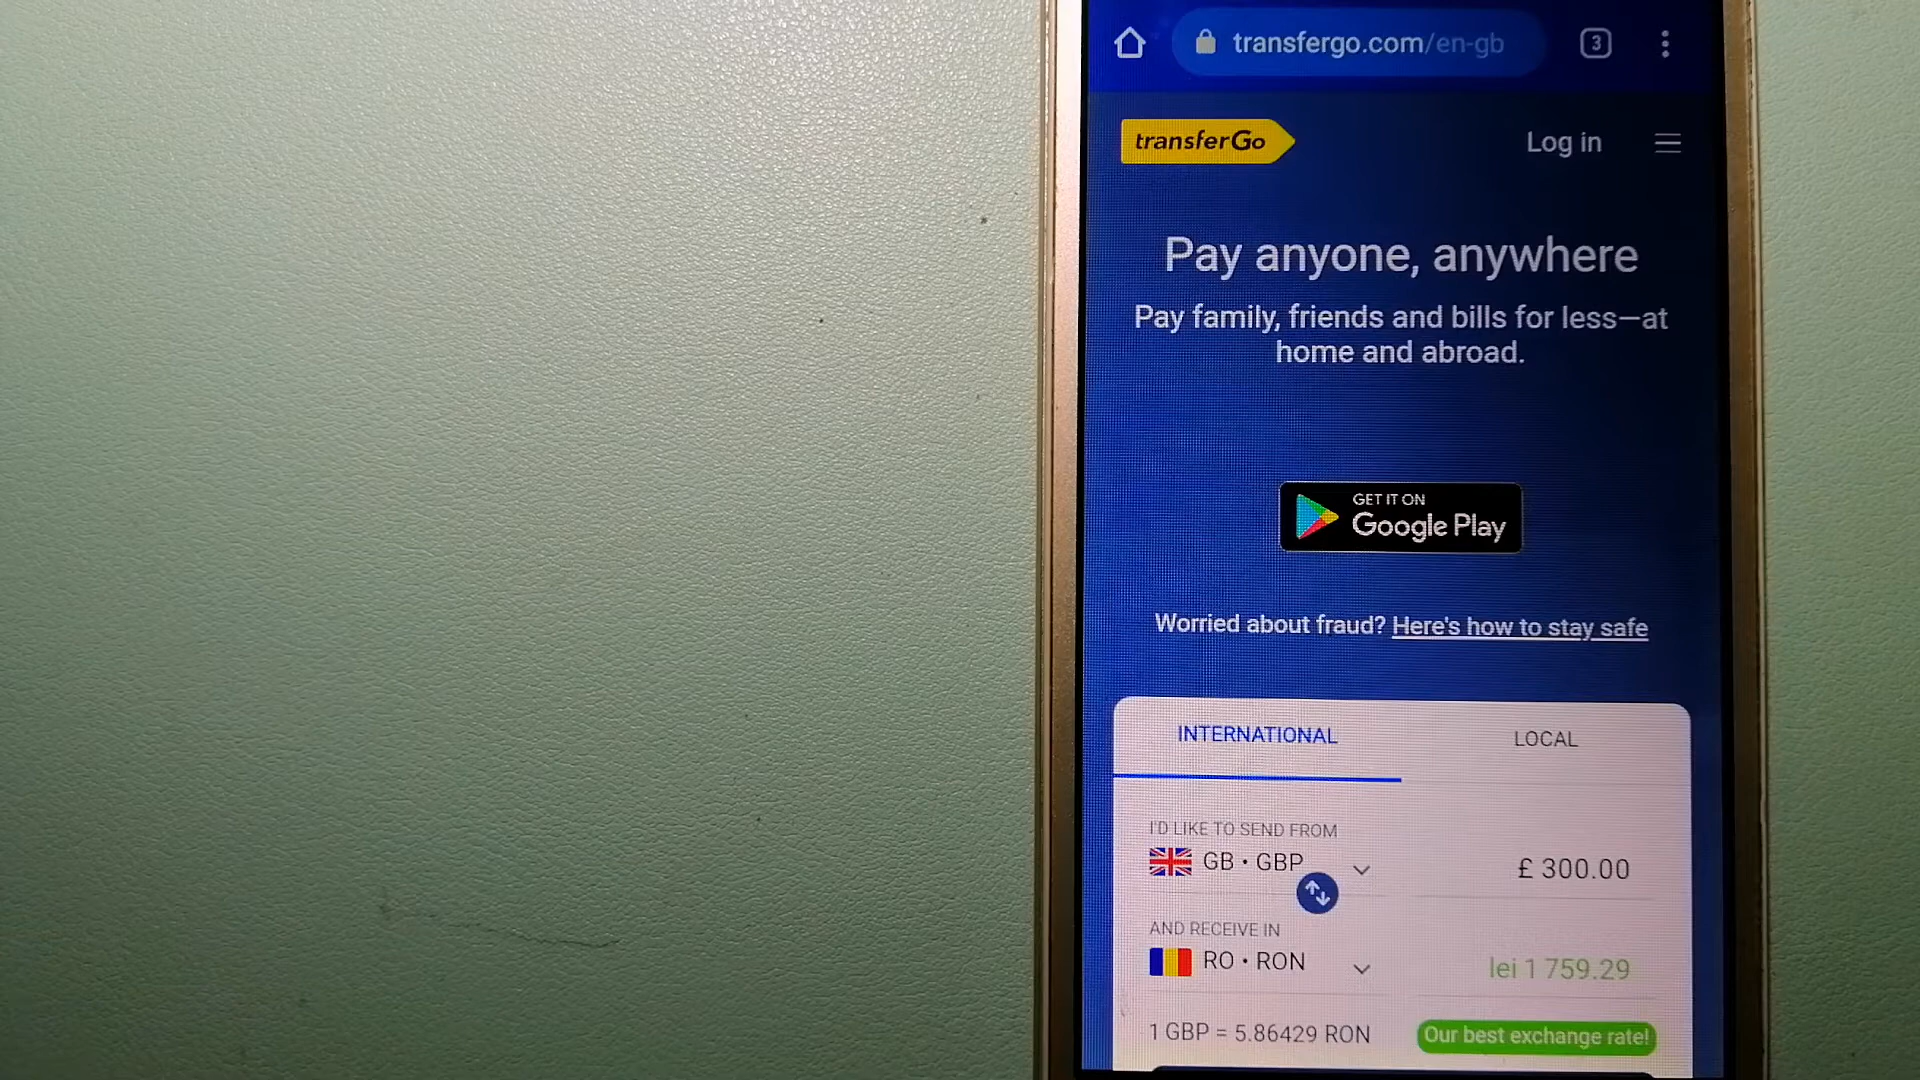 transfergo.com/en-gb
3
transferGo
Log in
Pay anyone, anywhere
Pay family, friends and bills for less—at
home and abroad.
GET IT ON
Google Play
Worried about fraud? Here's how to stay safe
INTERNATIONAL
LOCAL
I'D LIKE TO SEND FROM
GB • GBP
£ 300.00
AND RECEIVE IN
RO • RON
lei 1 759.29
1 GBP = 5.86429 RON
Our best exchange rate!